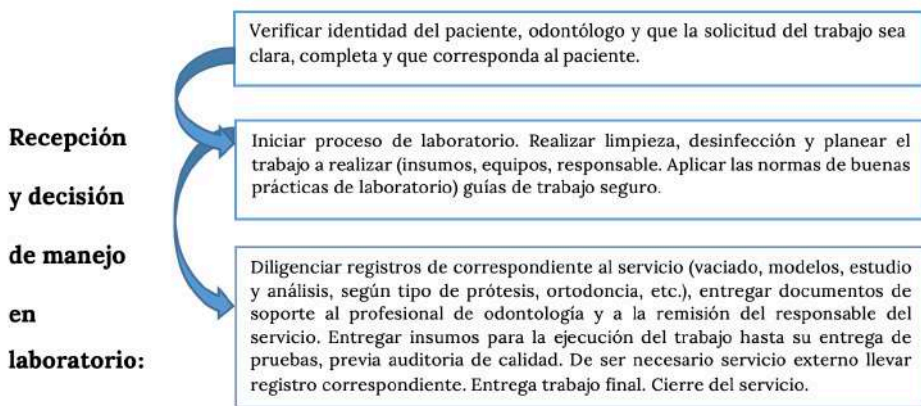 Verificar identidad del paciente, odontólogo y que la solicitud del trabajo sea
clara, completa y que corresponda al paciente.
Recepción
y decisión
de manejo
en
laboratorio:
Iniciar proceso de laboratorio. Realizar limpieza, desinfección y planear el
trabajo a realizar (insumos, equipos, responsable. Aplicar las normas de buenas
prácticas de laboratorio) guías de trabajo seguro.
Diligenciar registros de correspondiente al servicio (vaciado, modelos, estudio
y análisis, según tipo de prótesis, ortodoncia, etc.), entregar documentos de
soporte al profesional de odontología y a la remisión del responsable del
servicio. Entregar insumos para la ejecución del trabajo hasta su entrega de
pruebas, previa auditoria de calidad. De ser necesario servicio externo llevar
registro correspondiente. Entrega trabajo final. Cierre del servicio.